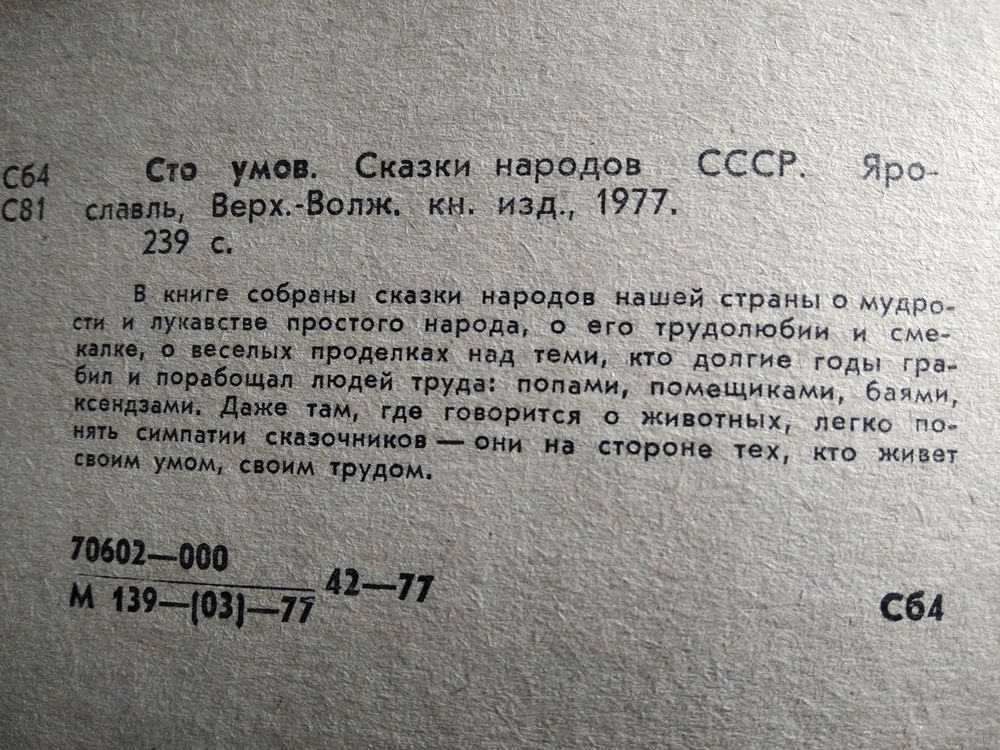 Сб4 Сто умов. Сказки народов СССР. Яро-
С81 славль, Верх.-Волж. кн. изд., 1977.
239 с.
В книге собраны сказки народов нашей страны о мудро-
сти и лукавстве простого народа, о его трудолюбии и сме-
калке, о веселых проделках над теми, кто долгие годы гра-
бил и порабощал людей труда: попами, помещиками, баями,
ксендзами. Даже там, где говорится о животных, легко по-
нять симпатии сказочников — они на стороне тех, кто живет
своим умом, своим трудом.
70602—000
М 139—(03)—77 42—77
Сб4